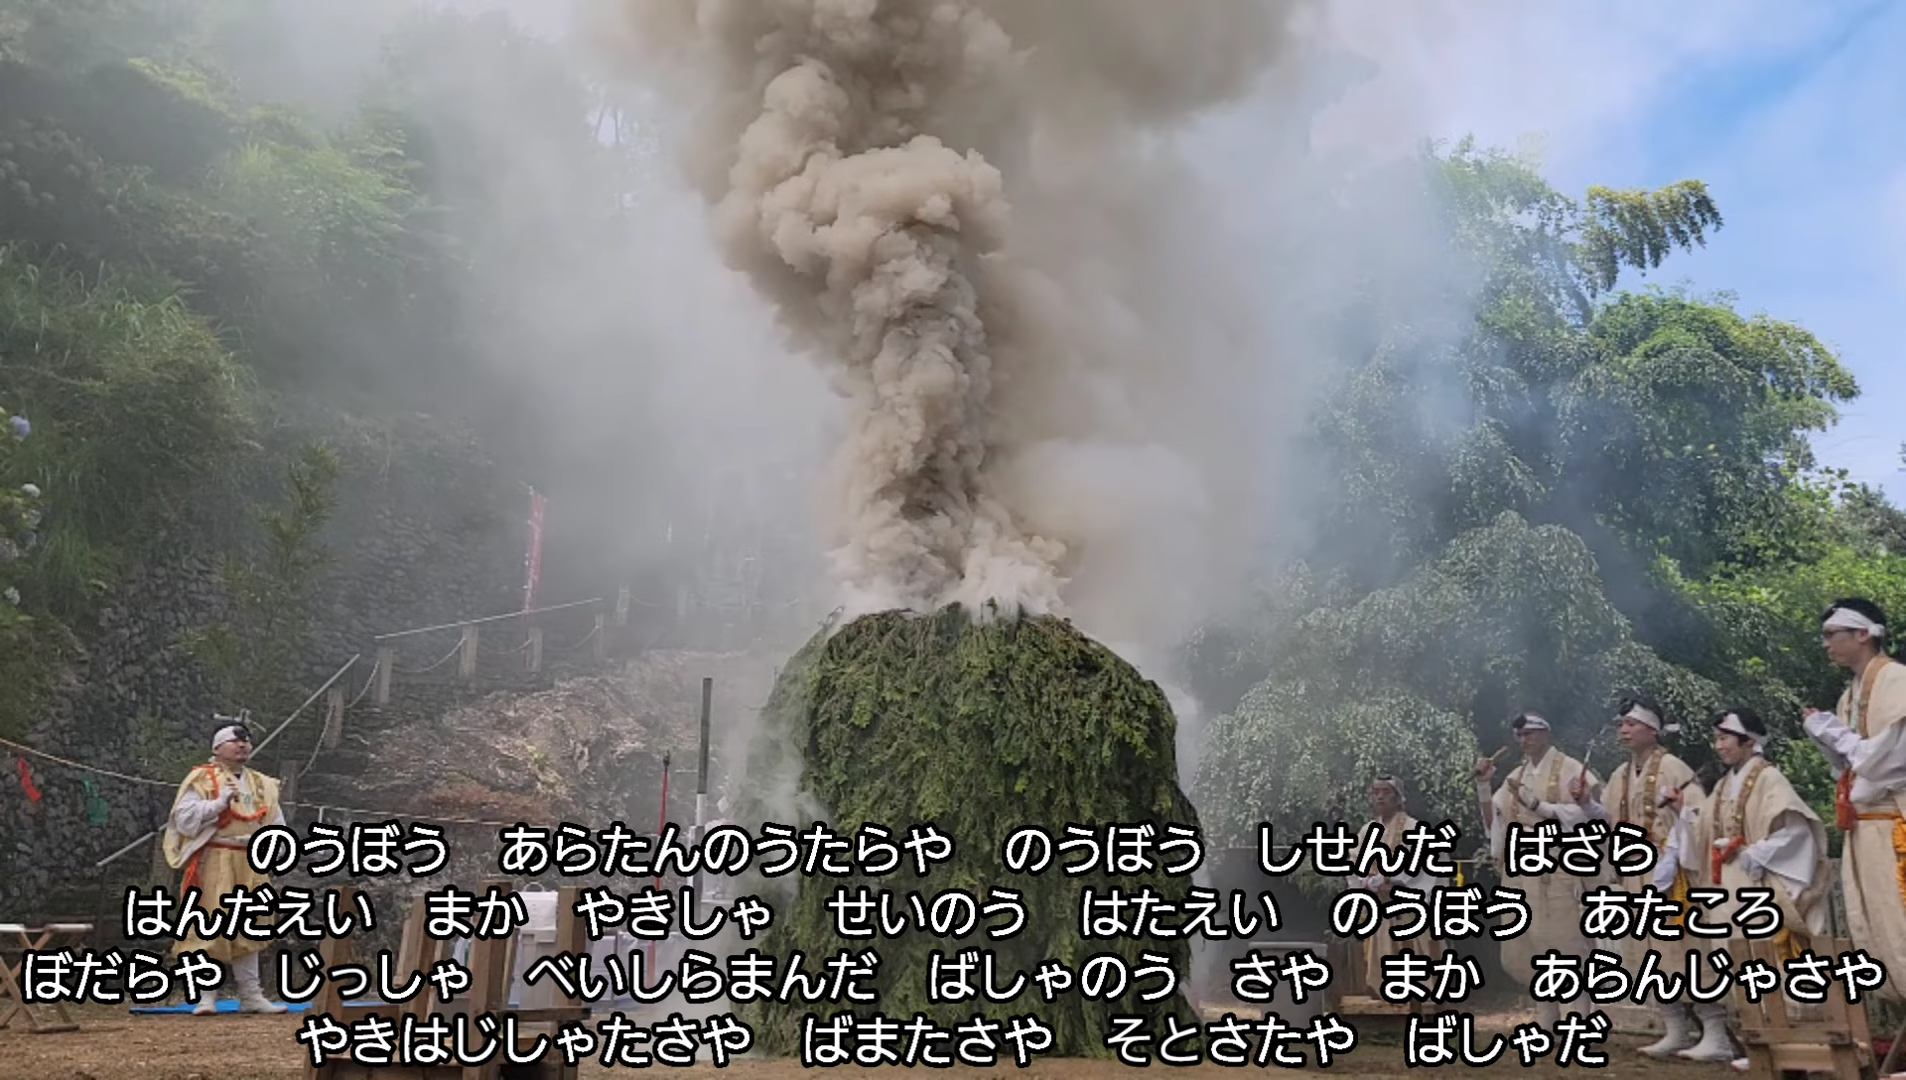 のうぼう　あらたんのうたらや　のうぼう　しせんだ　ばざら
はんだえい　まか　やきしゃ　せいのう　はたえい　のうぼう　あたころ
ぼだらや　じっしゃ　べいしらまんだ　ばしゃのう　さや　まか　あらんじゃさや
やきはじしゃたさや　ばまたさや　そとさたや　ばしゃだ